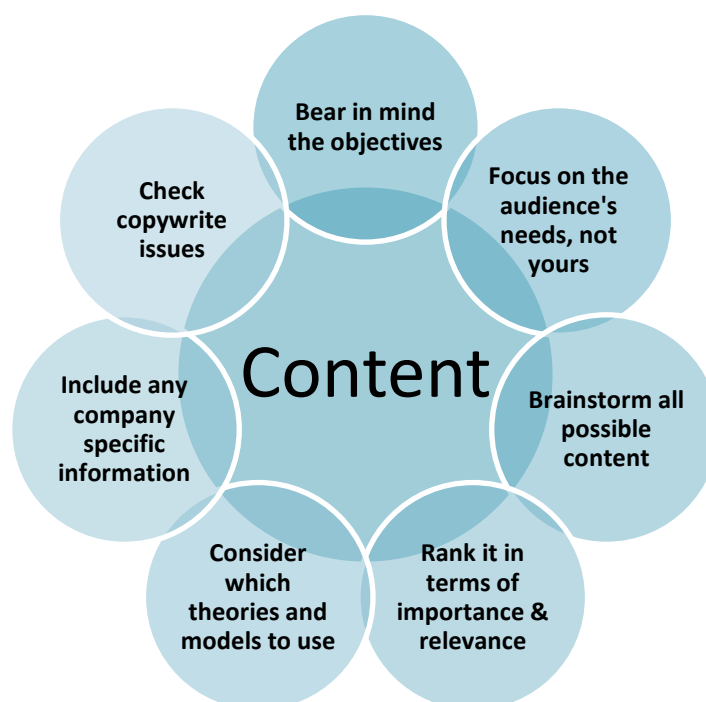 Bear in mind
the objectives
Focus on the
audience's
needs, not
yours
Brainstorm all
possible
content
Rank it in
terms of
importance &
relevance
Consider
which
theories and
models to use
Include any
company
specific
information
Check
copywrite
issues
Content